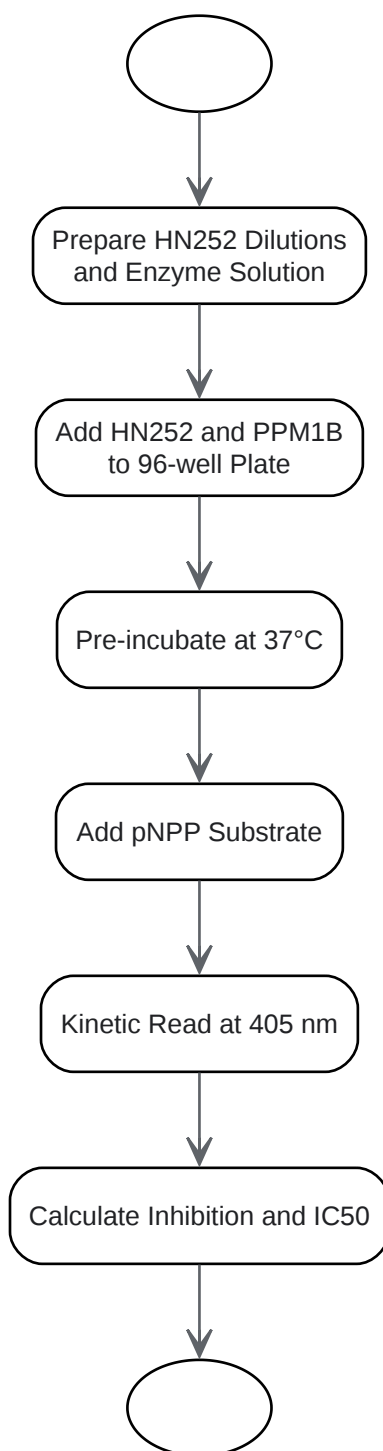 Prepare HN252 Dilutions
and Enzyme Solution
Add HN252 and PPM1B
to 96-well Plate
Pre-incubate at 37°C
Add pNPP Substrate
Kinetic Read at 405 nm
Calculate Inhibition and IC50